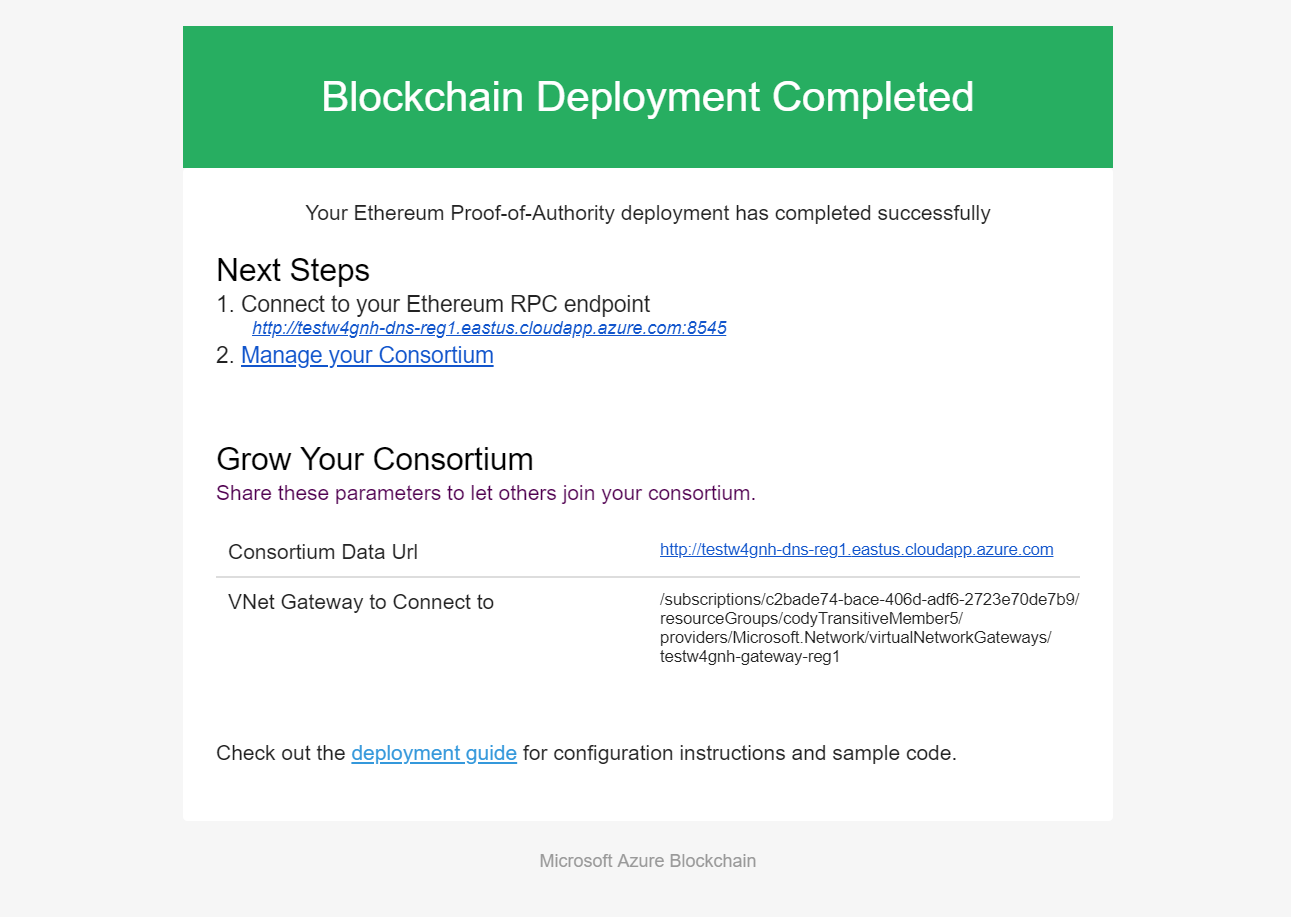 Blockchain Deployment Completed
Your Ethereum Proof-of-Authority deployment has completed successfully
Next Steps
1. Connect to your Ethereum RPC endpoint
http://testw4gnh-dns-reg1.eastus.cloudapp.azure.com:8545
2. Manage your Consortium
Grow Your Consortium
Share these parameters to let others join your consortium.
Consortium Data Url
http://testw4gnh-dns-reg1.eastus.cloudapp.azure.com
VNet Gateway to Connect to
/subscriptions/c2bade74-bace-406d-adf6-2723e70de7b9/
resourceGroups/codyTransitiveMember5/
providers/Microsoft.Network/virtualNetworkGateways/
testw4gnh-gateway-reg1
Check out the deployment guide for configuration instructions and sample code.
Microsoft Azure Blockchain